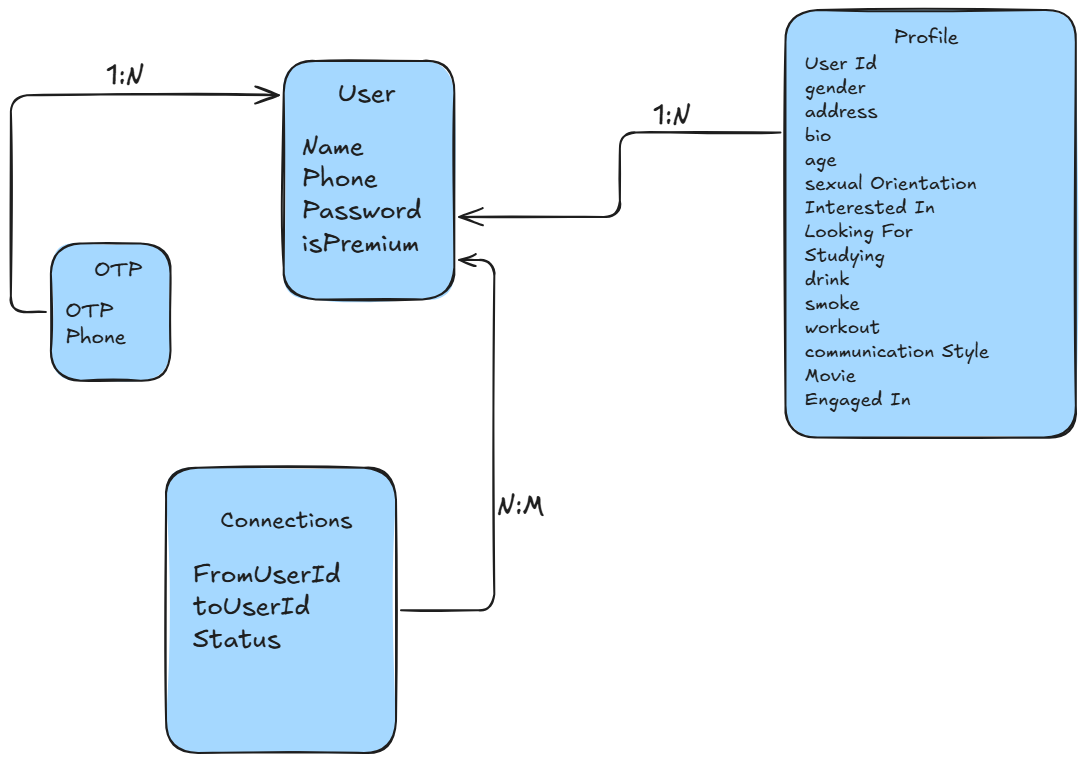 1:N
User
Name
Phone
Password
isPremium
1:N
Profile
User Id
gender
address
bio
age
sexual Orientation
Interested In
Looking For
Studying
drink
smoke
workout
communication Style
Movie
Engaged In
OTP
OTP
Phone
N:M
Connections
FromUserId
toUserId
Status